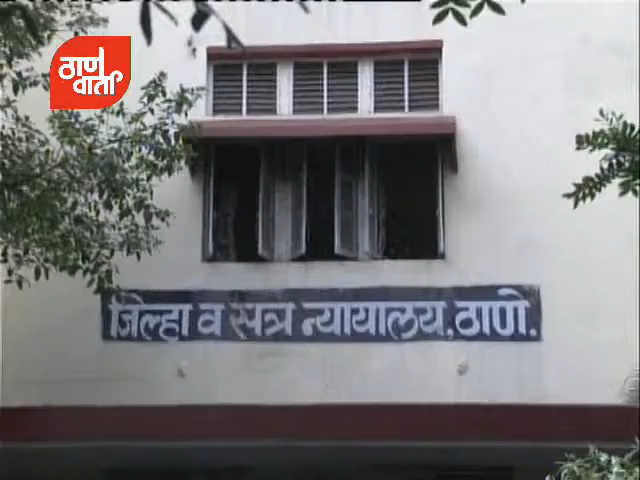 ठाणे
वार्ता
जिल्हा व सत्र न्यायालय, ठाणे.